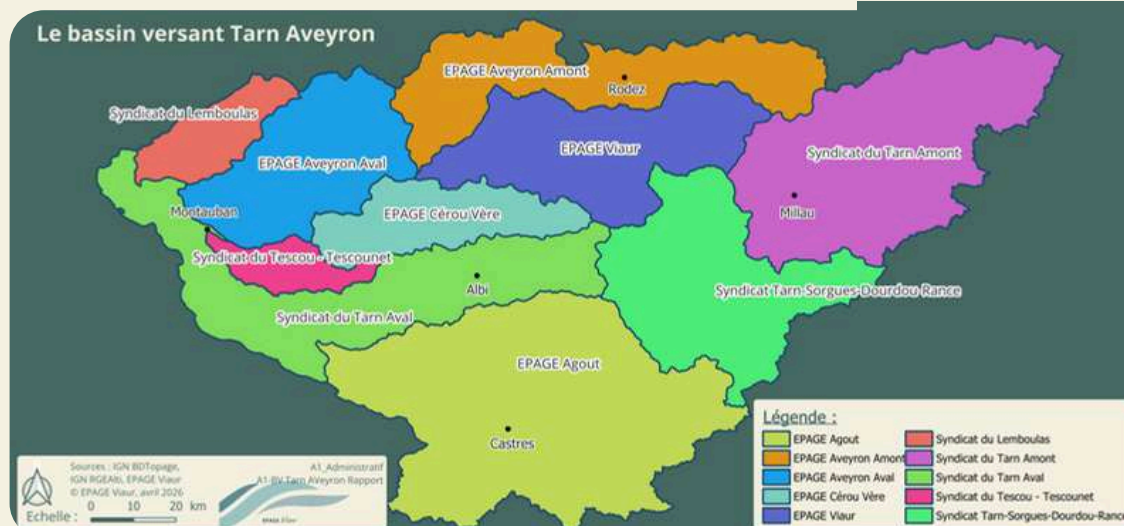 Le bassin versant Tarn Aveyron
EPAGE Aveyron Amont
Rodez
Syndicat du Lemboulas
EPAGE Aveyron Aval
EPAGE Viaur
Syndicat du Tarn Amont
Millau
Montauban
EPAGE Cérou Vère
Syndicat du Tescou - Tescounet
Albi
Syndicat Tarn-Sorgues-Dourdou-Rance
Syndicat du Tarn Aval
EPAGE Agout
Castres
Légende :
EPAGE Agout
EPAGE Aveyron Amont
EPAGE Aveyron Aval
EPAGE Cérou Vère
EPAGE Viaur
Syndicat du Lemboulas
Syndicat du Tarn Amont
Syndicat du Tarn Aval
Syndicat du Tescou - Tescounet
Syndicat Tarn-Sorgues-Dourdou-Rance
Sources : IGN BDTopage,
IGN RGEAlti, EPAGE Viaur
© EPAGE Viaur, avril 2026
Echelle :
0 10 20 km
A1_Administratif
A1-BV Tarn AVeyron Rapport
EPAGE Viaur